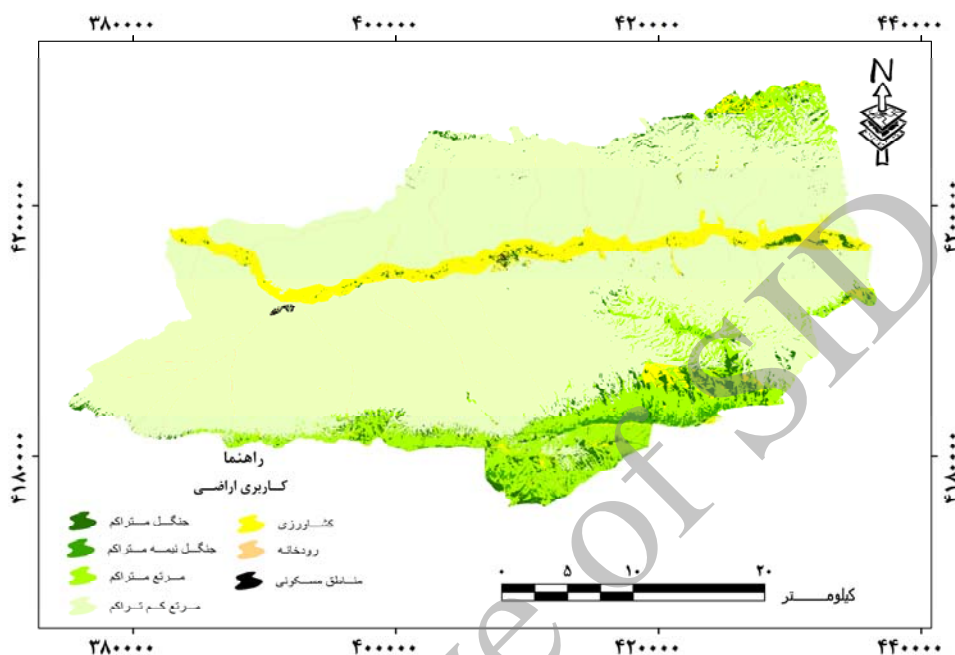 ۳۸۰۰۰۰ ۴۰۰۰۰۰ ۴۲۰۰۰۰ ۴۴۰۰۰۰
N
۴۲۰۰۰۰۰ ۴۲۰۰۰۰۰
۴۱۸۰۰۰۰ ۴۱۸۰۰۰۰
راهنما
کاربری اراضی
جنگل متراکم
جنگل نیمه متراکم
مرتع متراکم
مرتع کم تراکم
کشاورزی
رودخانه
مناطق مسکونی
۰ ۵ ۱۰ ۲۰
کیلومتر
۳۸۰۰۰۰ ۴۰۰۰۰۰ ۴۲۰۰۰۰ ۴۴۰۰۰۰
e of SID